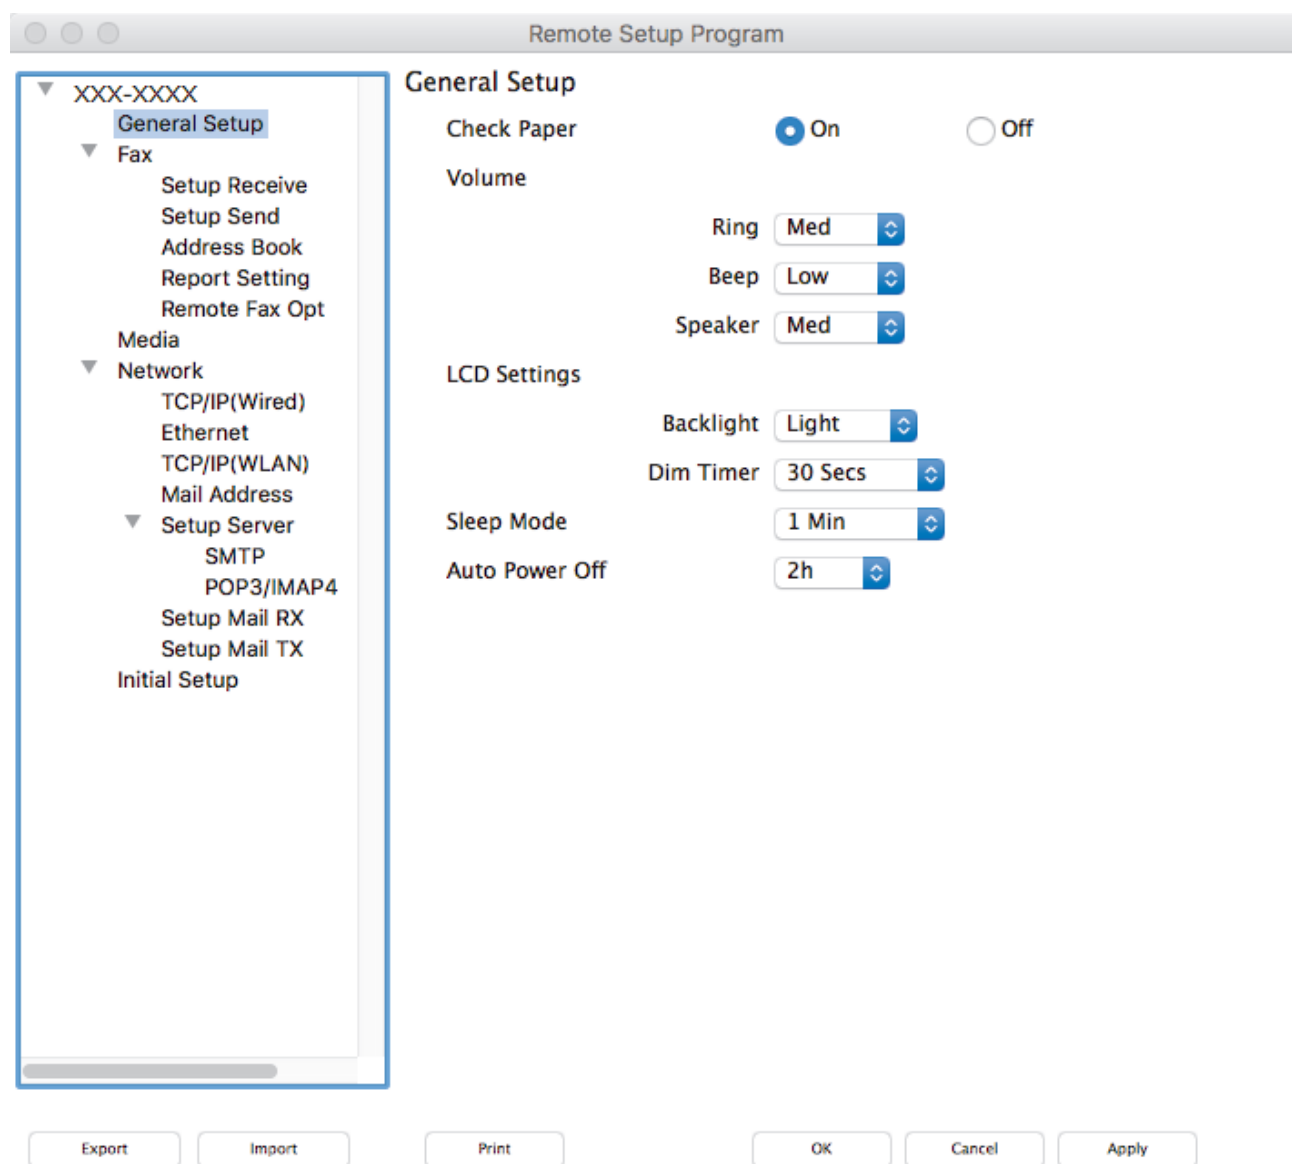 Remote Setup Program
XXX-XXXX
General Setup
Fax
Setup Receive
Setup Send
Address Book
Report Setting
Remote Fax Opt
Media
Network
TCP/IP(Wired)
Ethernet
TCP/IP(WLAN)
Mail Address
Setup Server
SMTP
POP3/IMAP4
Setup Mail RX
Setup Mail TX
Initial Setup
General Setup
Check Paper On Off
Volume
Ring Med
Beep Low
Speaker Med
LCD Settings
Backlight Light
Dim Timer 30 Secs
Sleep Mode 1 Min
Auto Power Off 2h
Export Import Print OK Cancel Apply